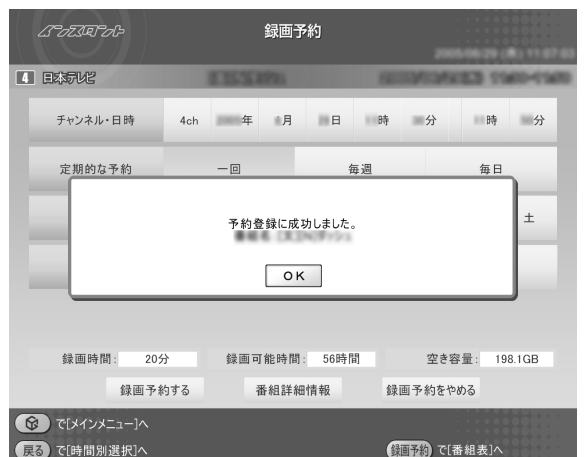 録画予約
4 日本テレビ
チャンネル・日時 4ch 年 月 日 時 分 時 分
定期的な予約 一回 毎週 毎日
土
予約登録に成功しました。
OK
録画時間: 20分 録画可能時間: 56時間 空き容量: 198.1GB
録画予約する 番組詳細情報 録画予約をやめる
で[メインメニュー]へ
戻る で[時間別選択]へ 録画予約 で[番組表]へ